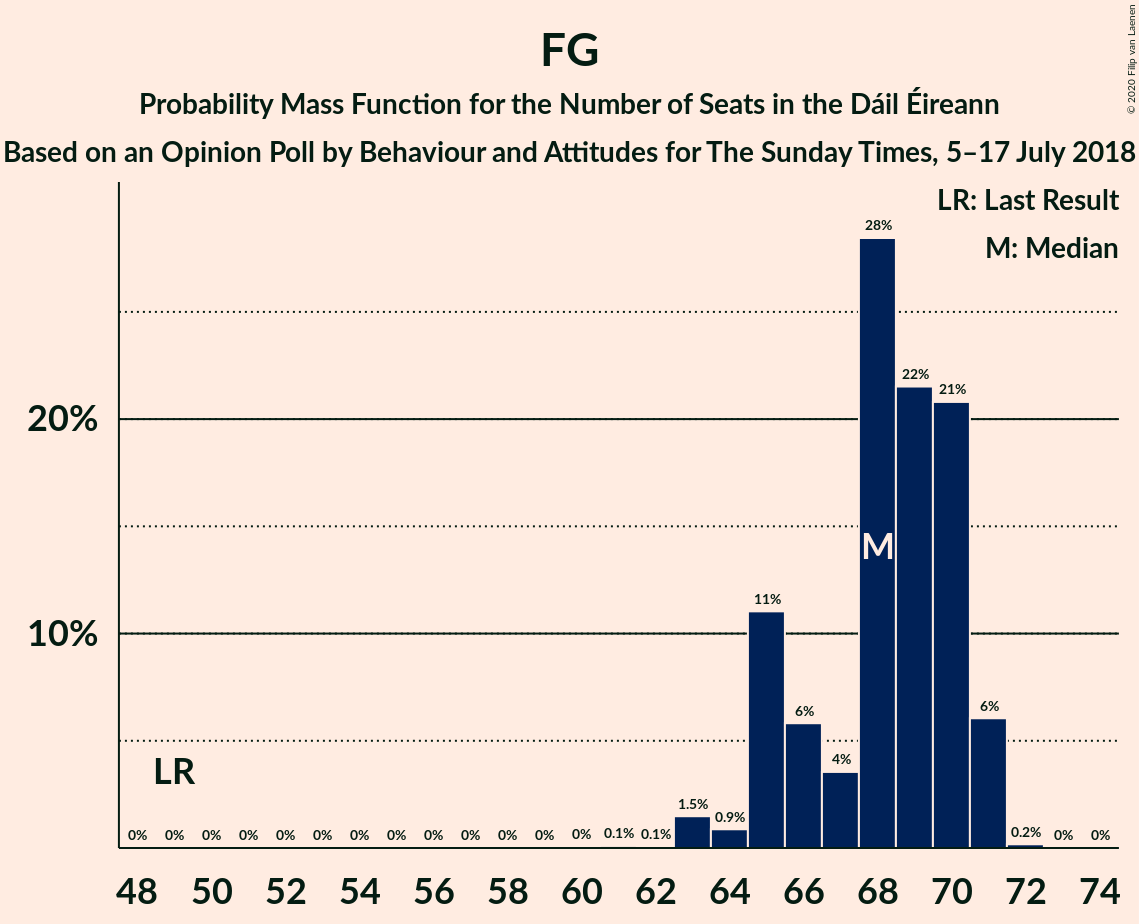 FG
Probability Mass Function for the Number of Seats in the Dáil Éireann
Based on an Opinion Poll by Behaviour and Attitudes for The Sunday Times, 5–17 July 2018
© 2020 Filip van Laenen
LR: Last Result
M: Median
28%
22%
21%
20%
M
11%
10%
6%
6%
4%
LR
1.5%
0.9%
0% 0% 0% 0% 0% 0% 0% 0% 0% 0% 0% 0% 0% 0.1% 0.1% 0.2% 0% 0%
48 50 52 54 56 58 60 62 64 66 68 70 72 74